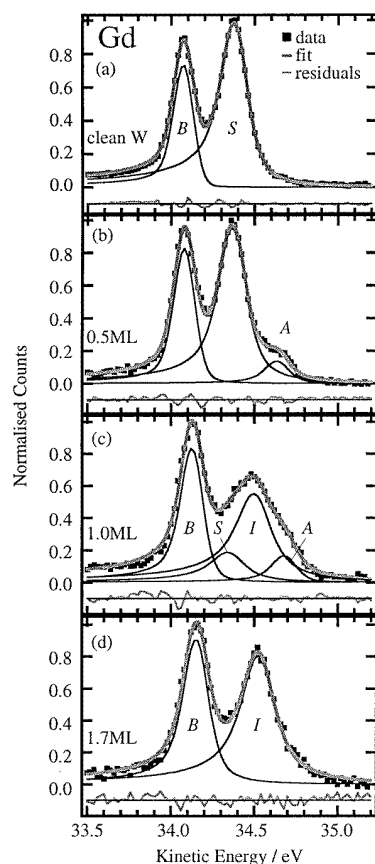 Gd
data
fit
residuals
(a)
clean W
B
S
0.8
0.6
0.4
0.2
0.0
(b)
0.5ML
A
0.8
0.6
0.4
0.2
0.0
(c)
1.0ML
B
S
I
A
0.8
0.6
0.4
0.2
0.0
(d)
1.7ML
B
I
0.8
0.6
0.4
0.2
0.0
Normalised Counts
33.5
34.0
34.5
35.0
Kinetic Energy / eV